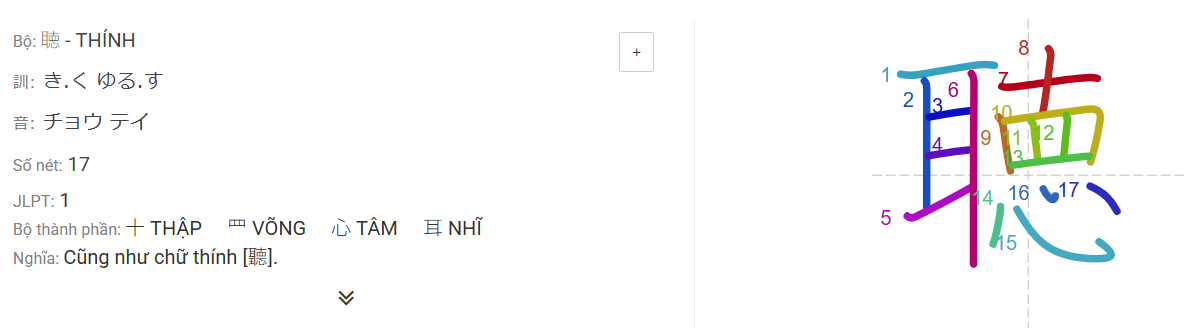 Bộ: 聴 - THÍNH
+
訓: き.く ゆる.す
音: チョウ テイ
Số nét: 17
JLPT: 1
Bộ thành phần: 十 THẬP 罒 VÕNG 心 TÂM 耳 NHĨ
Nghĩa: Cũng như chữ thính [聽].
聴
1
2
3
4
5
6
7
8
9
10
11
12
13
14
15
16
17